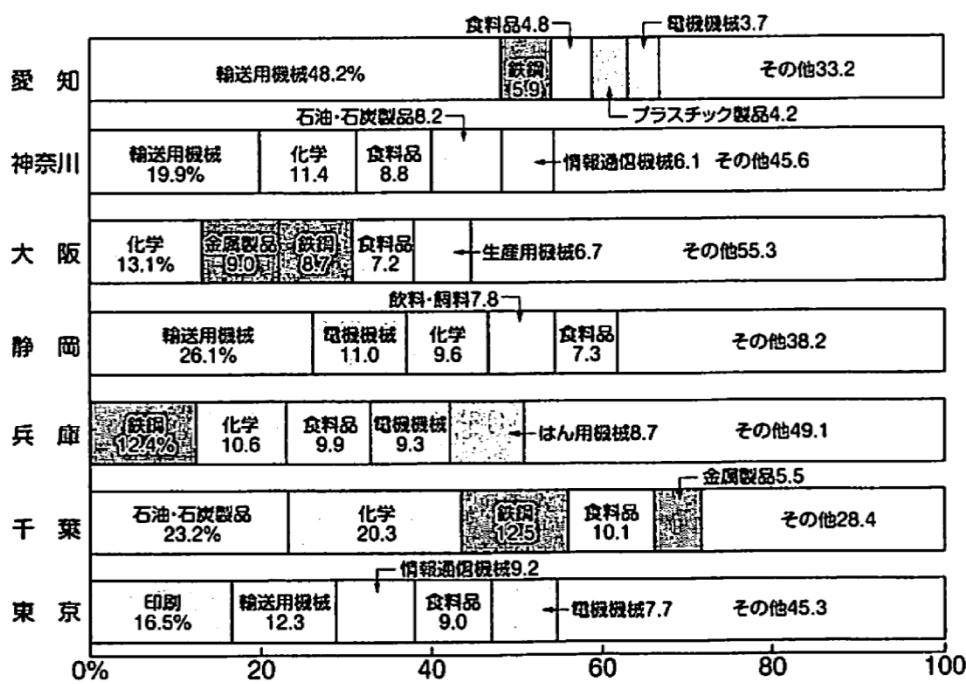 食料品4.8
電機機械3.7
愛知
輸送用機械48.2%
鉄鋼
5.9
その他33.2
プラスチック製品4.2
石油・石炭製品8.2
神奈川
輸送用機械
19.9%
化学
11.4
食料品
8.8
情報通信機械6.1
その他45.6
大阪
化学
13.1%
金属製品
9.0
鉄鋼
8.7
食料品
7.2
生産用機械6.7
その他55.3
飲料・飼料7.8
静岡
輸送用機械
26.1%
電機機械
11.0
化学
9.6
食料品
7.3
その他38.2
兵庫
鉄鋼
12.4%
化学
10.6
食料品
9.9
電機機械
9.3
はん用機械8.7
その他49.1
金属製品5.5
千葉
石油・石炭製品
23.2%
化学
20.3
鉄鋼
12.5
食料品
10.1
その他28.4
情報通信機械9.2
東京
印刷
16.5%
輸送用機械
12.3
食料品
9.0
電機機械7.7
その他45.3
0%
20
40
60
80
100